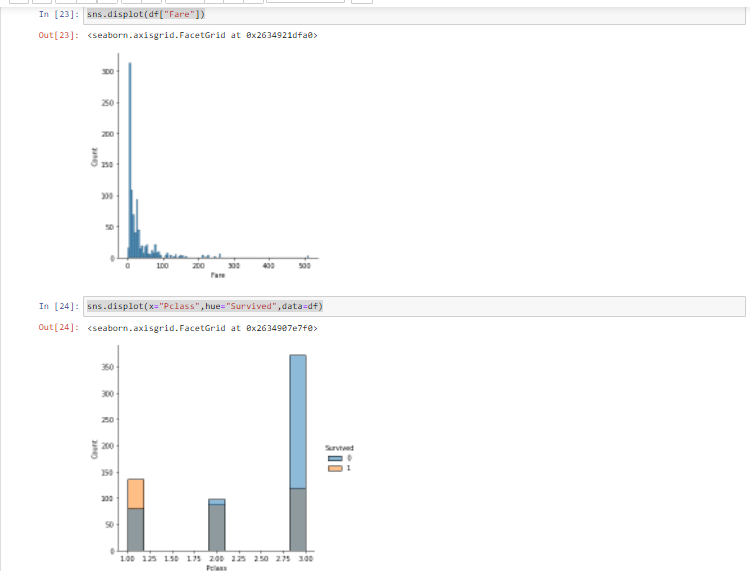 In [23]: sns.displot(df["Fare"])
Out[23]: <seaborn.axisgrid.FacetGrid at 0x2634921dfa0>
300
250
200
150
100
50
0
Count
0 100 200 300 400 500
Fare
In [24]: sns.displot(x="Pclass",hue="Survived",data=df)
Out[24]: <seaborn.axisgrid.FacetGrid at 0x2634907e7f0>
350
300
250
200
150
100
50
0
Count
Survived
0
1
1.00 1.25 1.50 1.75 2.00 2.25 2.50 2.75 3.00
Pclass